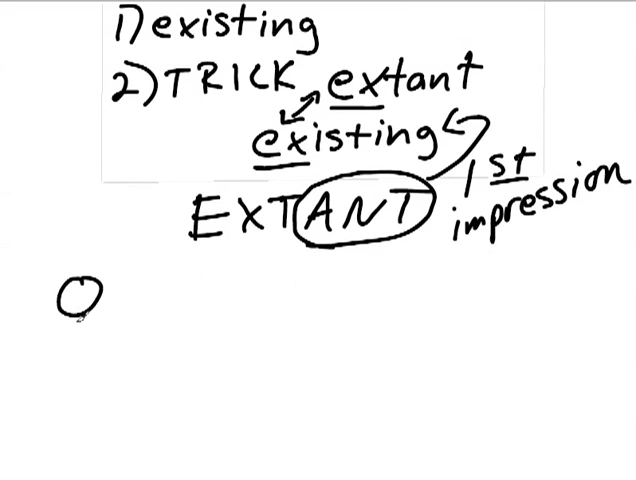 1) existing
2) TRICK extant
existing
EXTANT
1st
impression